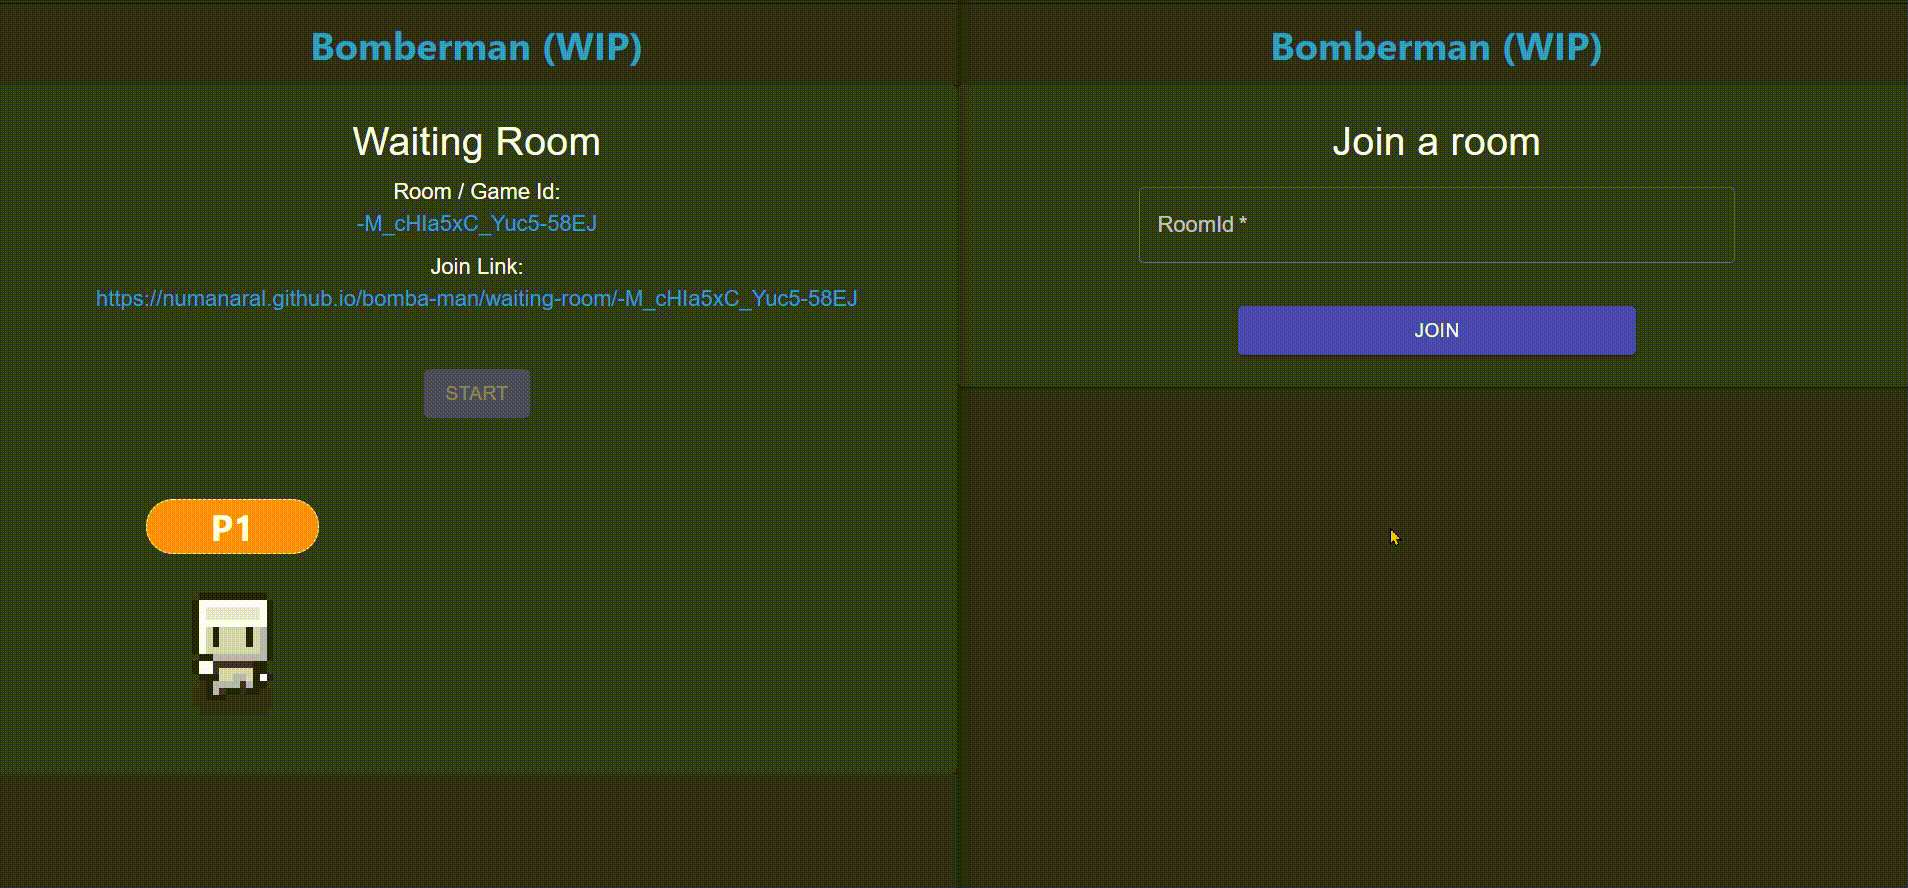 Bomberman (WIP)
Waiting Room
Room / Game Id:
-M_cHIa5xC_Yuc5-58EJ
Join Link:
https://numanaral.github.io/bomba-man/waiting-room/-M_cHIa5xC_Yuc5-58EJ
START
P1
Bomberman (WIP)
Join a room
RoomId *
JOIN